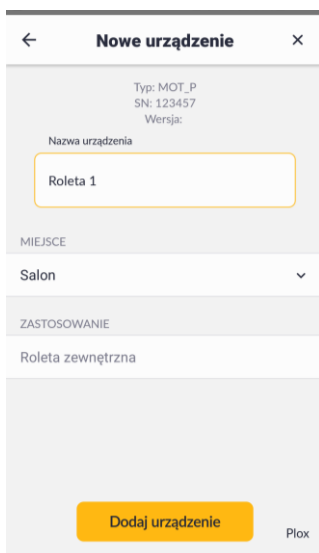 Nowe urządzenie
Typ: MOT_P
SN: 123457
Wersja:
Nazwa urządzenia
Roleta 1
MIEJSCE
Salon
ZASTOSOWANIE
Roleta zewnętrzna
Dodaj urządzenie
Plox